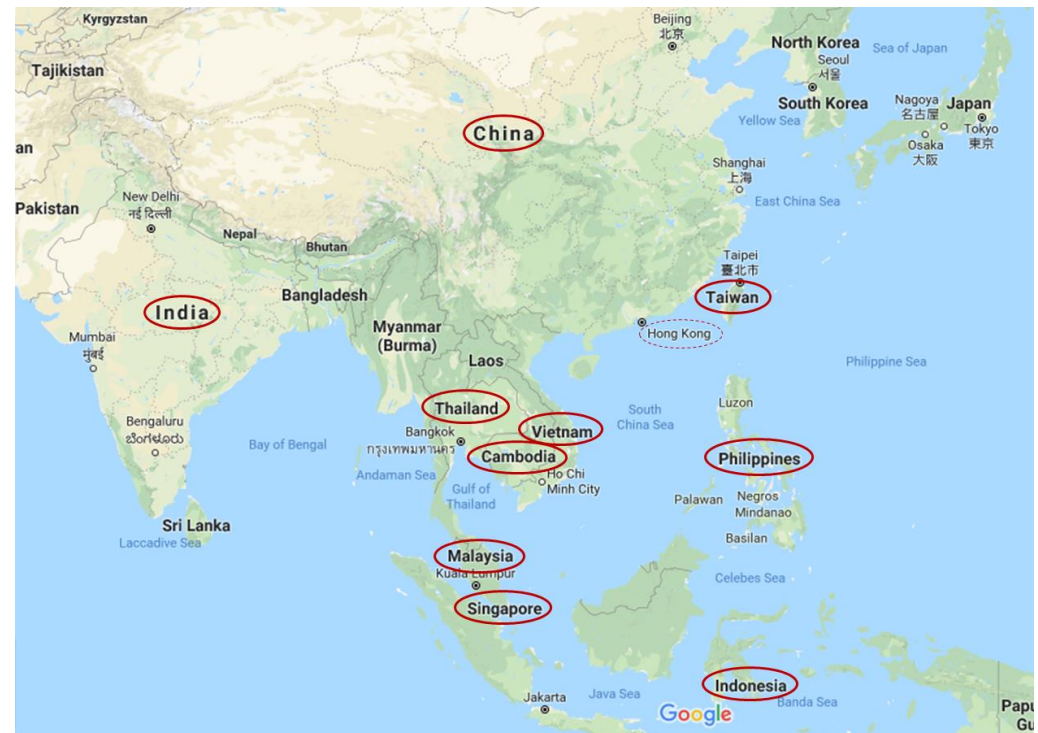 Kyrgyzstan
Beijing
北京
North Korea
Sea of Japan
Seoul
서울
Tajikistan
South Korea
Nagoya
名古屋
Japan
Yellow Sea
Tokyo
東京
China
Osaka
大阪
an
Shanghai
上海
New Delhi
नई दिल्ली
East China Sea
Pakistan
Nepal
Bhutan
Taipei
臺北市
Bangladesh
Taiwan
India
Myanmar
(Burma)
Hong Kong
Mumbai
मुंबई
Laos
Philippine Sea
Thailand
Luzon
South
China Sea
Bengaluru
ಬೆಂಗಳೂರು
Vietnam
Bangkok
กรุงเทพมหานคร
Bay of Bengal
Cambodia
Philippines
Andaman Sea
Ho Chi
Minh City
Gulf of
Thailand
Palawan
Negros
Mindanao
Sri Lanka
Laccadive Sea
Basilan
Malaysia
Kuala Lumpur
Celebes Sea
Singapore
Indonesia
Jakarta
Java Sea
Banda Sea
Google
Papu
Gu